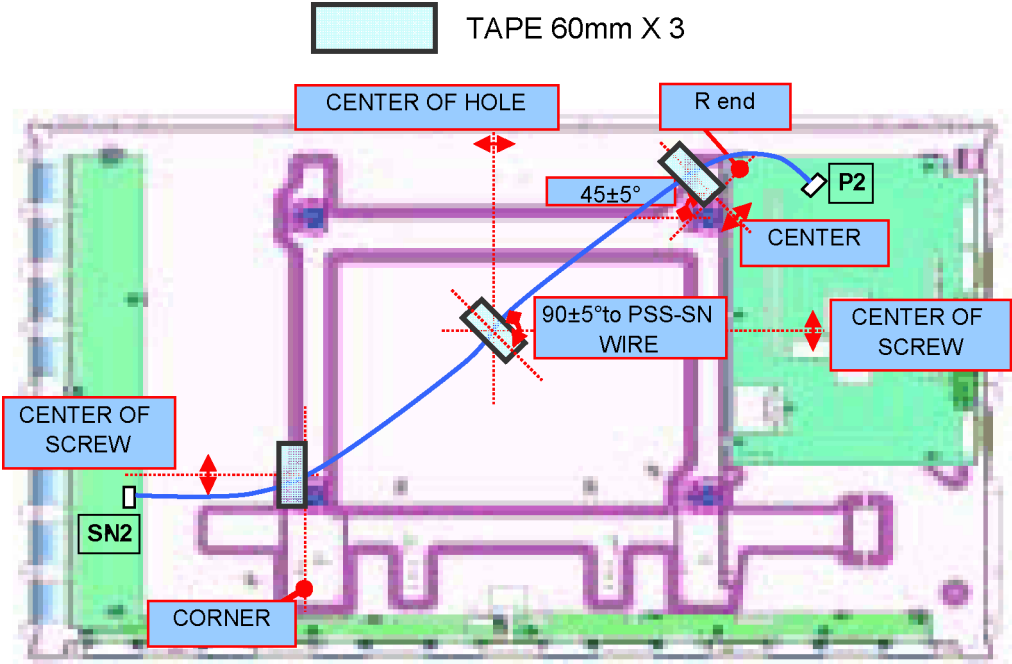 TAPE 60mm X 3
CENTER OF HOLE
R end
45±5°
P2
CENTER
90±5°to PSS-SN
WIRE
CENTER OF
SCREW
CENTER OF
SCREW
SN2
CORNER